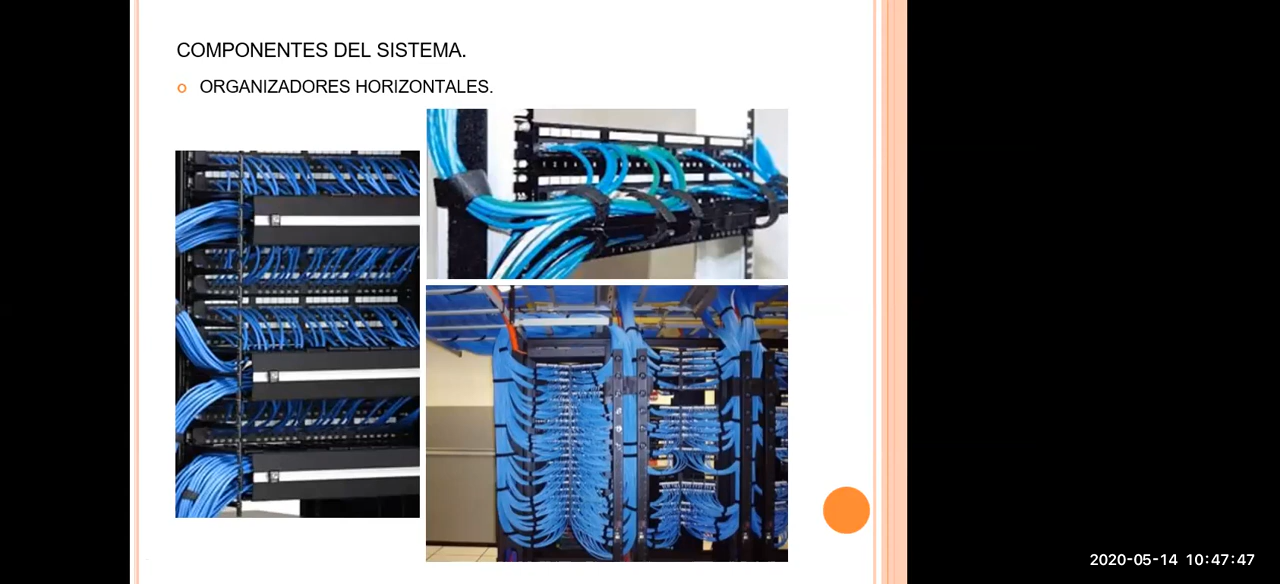 COMPONENTES DEL SISTEMA.
ORGANIZADORES HORIZONTALES.
2020-05-14 10:47:47